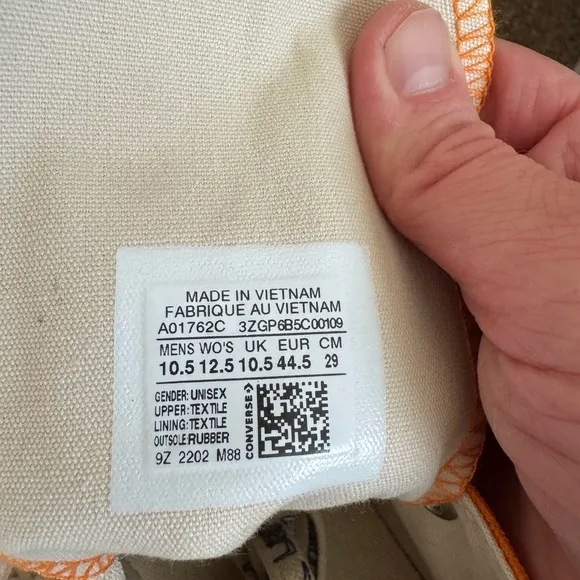 MADE IN VIETNAM
FABRIQUE AU VIETNAM
A01762C 3ZGP6B5C00109
MENS WO'S UK EUR CM
10.5 12.5 10.5 44.5 29
GENDER: UNISEX
UPPER: TEXTILE
LINING: TEXTILE
OUTSOLE: RUBBER
9Z 2202 M88
CONVERSE